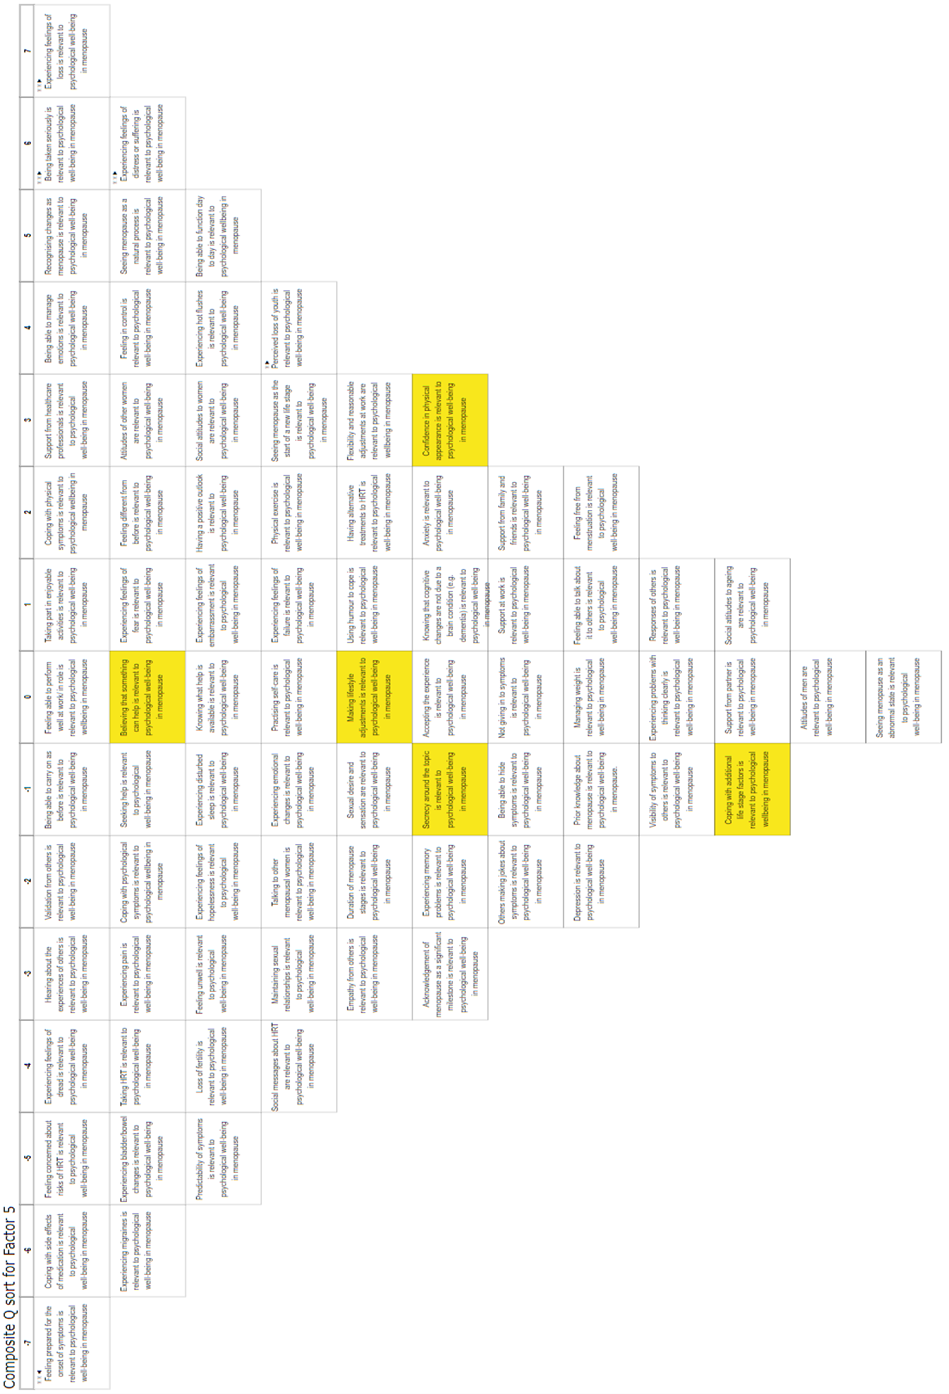 Composite Q sort for Factor 5
-7
Feeling prepared for the
onset of symptoms is
relevant to psychological
well-being in menopause
-6
Coping with side effects
of medication is relevant
to psychological
well-being in menopause
Experiencing migraines is
relevant to psychological
well-being in menopause
-5
Feeling concerned about
risks of HRT is relevant
to psychological
well-being in menopause
Experiencing bladder/bowel
changes is relevant to
psychological well-being
in menopause
Predictability of symptoms
is relevant to
psychological well-being
in menopause
-4
Experiencing feelings of
dread is relevant to
psychological well-being
in menopause
Taking HRT is relevant to
psychological well-being
in menopause
Loss of fertility is
relevant to psychological
well-being in menopause
Social messages about HRT
are relevant to
psychological well-being
in menopause
-3
Hearing about the
experiences of others is
relevant to psychological
well-being in menopause
Experiencing pain is
relevant to psychological
well-being in menopause
Feeling unwell is relevant
to psychological
well-being in menopause
Maintaining sexual
relationships is relevant
to psychological
well-being in menopause
Empathy from others is
relevant to psychological
well-being in menopause
Acknowledgement of
menopause as a significant
milestone is relevant to
psychological well-being
in menopause
-2
Validation from others is
relevant to psychological
well-being in menopause
Coping with psychological
symptoms is relevant to
psychological wellbeing in
menopause
Experiencing feelings of
hopelessness is relevant
to psychological
well-being in menopause
Talking to other
menopausal women is
relevant to psychological
well-being in menopause
Duration of menopause
stages is relevant to
psychological well-being
in menopause
Experiencing memory
problems is relevant to
psychological well-being
in menopause
Others making jokes about
symptoms is relevant to
psychological well-being
in menopause
Depression is relevant to
psychological well-being
in menopause
-1
Being able to carry on as
before is relevant to
psychological well-being
in menopause
Seeking help is relevant
to psychological
well-being in menopause
Experiencing disturbed
sleep is relevant to
psychological well-being
in menopause
Experiencing emotional
changes is relevant to
psychological well-being
in menopause
Sexual desire and
sensation are relevant to
psychological well-being
in menopause
Secrecy around the topic
is relevant to
psychological well-being
in menopause
Being able to hide
symptoms is relevant to
psychological well-being
in menopause
Prior knowledge about
menopause is relevant to
psychological well-being
in menopause.
Visibility of symptoms to
others is relevant to
psychological well-being
in menopause
Coping with additional
life stage factors is
relevant to psychological
wellbeing in menopause
0
Feeling able to perform
well at work/ in role is
relevant to psychological
wellbeing in menopause
Believing that something
can help is relevant to
psychological well-being
in menopause
Knowing what help is
available is relevant to
psychological well-being
in menopause
Practising self-care is
relevant to psychological
well-being in menopause
Making lifestyle
adjustments is relevant to
psychological well-being
in menopause
Accepting the experience
is relevant to
psychological well-being
in menopause
Not giving in to symptoms
is relevant to
psychological well-being
in menopause
Managing weight is
relevant to psychological
well-being in menopause
Experiencing problems with
thinking clearly is
relevant to psychological
well-being in menopause
Support from partner is
relevant to psychological
well-being in menopause
Attitudes of men are
relevant to psychological
well-being in menopause
Seeing menopause as an
abnormal state is relevant
to psychological
well-being in menopause
1
Taking part in enjoyable
activities is relevant to
psychological well-being
in menopause
Experiencing feelings of
fear is relevant to
psychological well-being
in menopause
Experiencing feelings of
embarrassment is relevant
to psychological
well-being in menopause
Experiencing feelings of
failure is relevant to
psychological well-being
in menopause
Using humour to cope is
relevant to psychological
well-being in menopause
Knowing that cognitive
changes are not due to a
brain condition (e.g.
dementia) is relevant to
psychological well-being
in menopause
Support at work is
relevant to psychological
well-being in menopause
Feeling able to talk about
it to others is relevant
to psychological
well-being in menopause
Responses of others is
relevant to psychological
well-being in menopause
Social attitudes to ageing
are relevant to
psychological well-being
in menopause
2
Coping with physical
symptoms is relevant to
psychological wellbeing in
menopause
Feeling different from
before is relevant to
psychological well-being
in menopause
Having a positive outlook
is relevant to
psychological well-being
in menopause
Physical exercise is
relevant to psychological
well-being in menopause
Having alternative
treatments to HRT is
relevant to psychological
well-being in menopause
Anxiety is relevant to
psychological well-being
in menopause
Support from family and
friends is relevant to
psychological well-being
in menopause
Feeling free from
menstruation is relevant
to psychological
well-being in menopause
3
Support from healthcare
professionals is relevant
to psychological
well-being in menopause
Attitudes of other women
are relevant to
psychological well-being
in menopause
Social attitudes to women
are relevant to
psychological well-being
in menopause
Seeing menopause as the
start of a new life stage
is relevant to
psychological well-being
in menopause
Flexibility and reasonable
adjustments at work are
relevant to psychological
wellbeing in menopause
Confidence in physical
appearance is relevant to
psychological well-being
in menopause
4
Being able to manage
emotions is relevant to
psychological well-being
in menopause
Feeling in control is
relevant to psychological
well-being in menopause
Experiencing hot flushes
is relevant to
psychological well-being
in menopause
Perceived loss of youth is
relevant to psychological
well-being in menopause
5
Recognising changes as
menopause is relevant to
psychological well-being
in menopause
Seeing menopause as a
natural process is
relevant to psychological
well-being in menopause
Being able to function day
to day is relevant to
psychological wellbeing in
menopause
6
Being taken seriously is
relevant to psychological
well-being in menopause
Experiencing feelings of
distress or suffering is
relevant to psychological
well-being in menopause
7
Experiencing feelings of
loss is relevant to
psychological well-being
in menopause